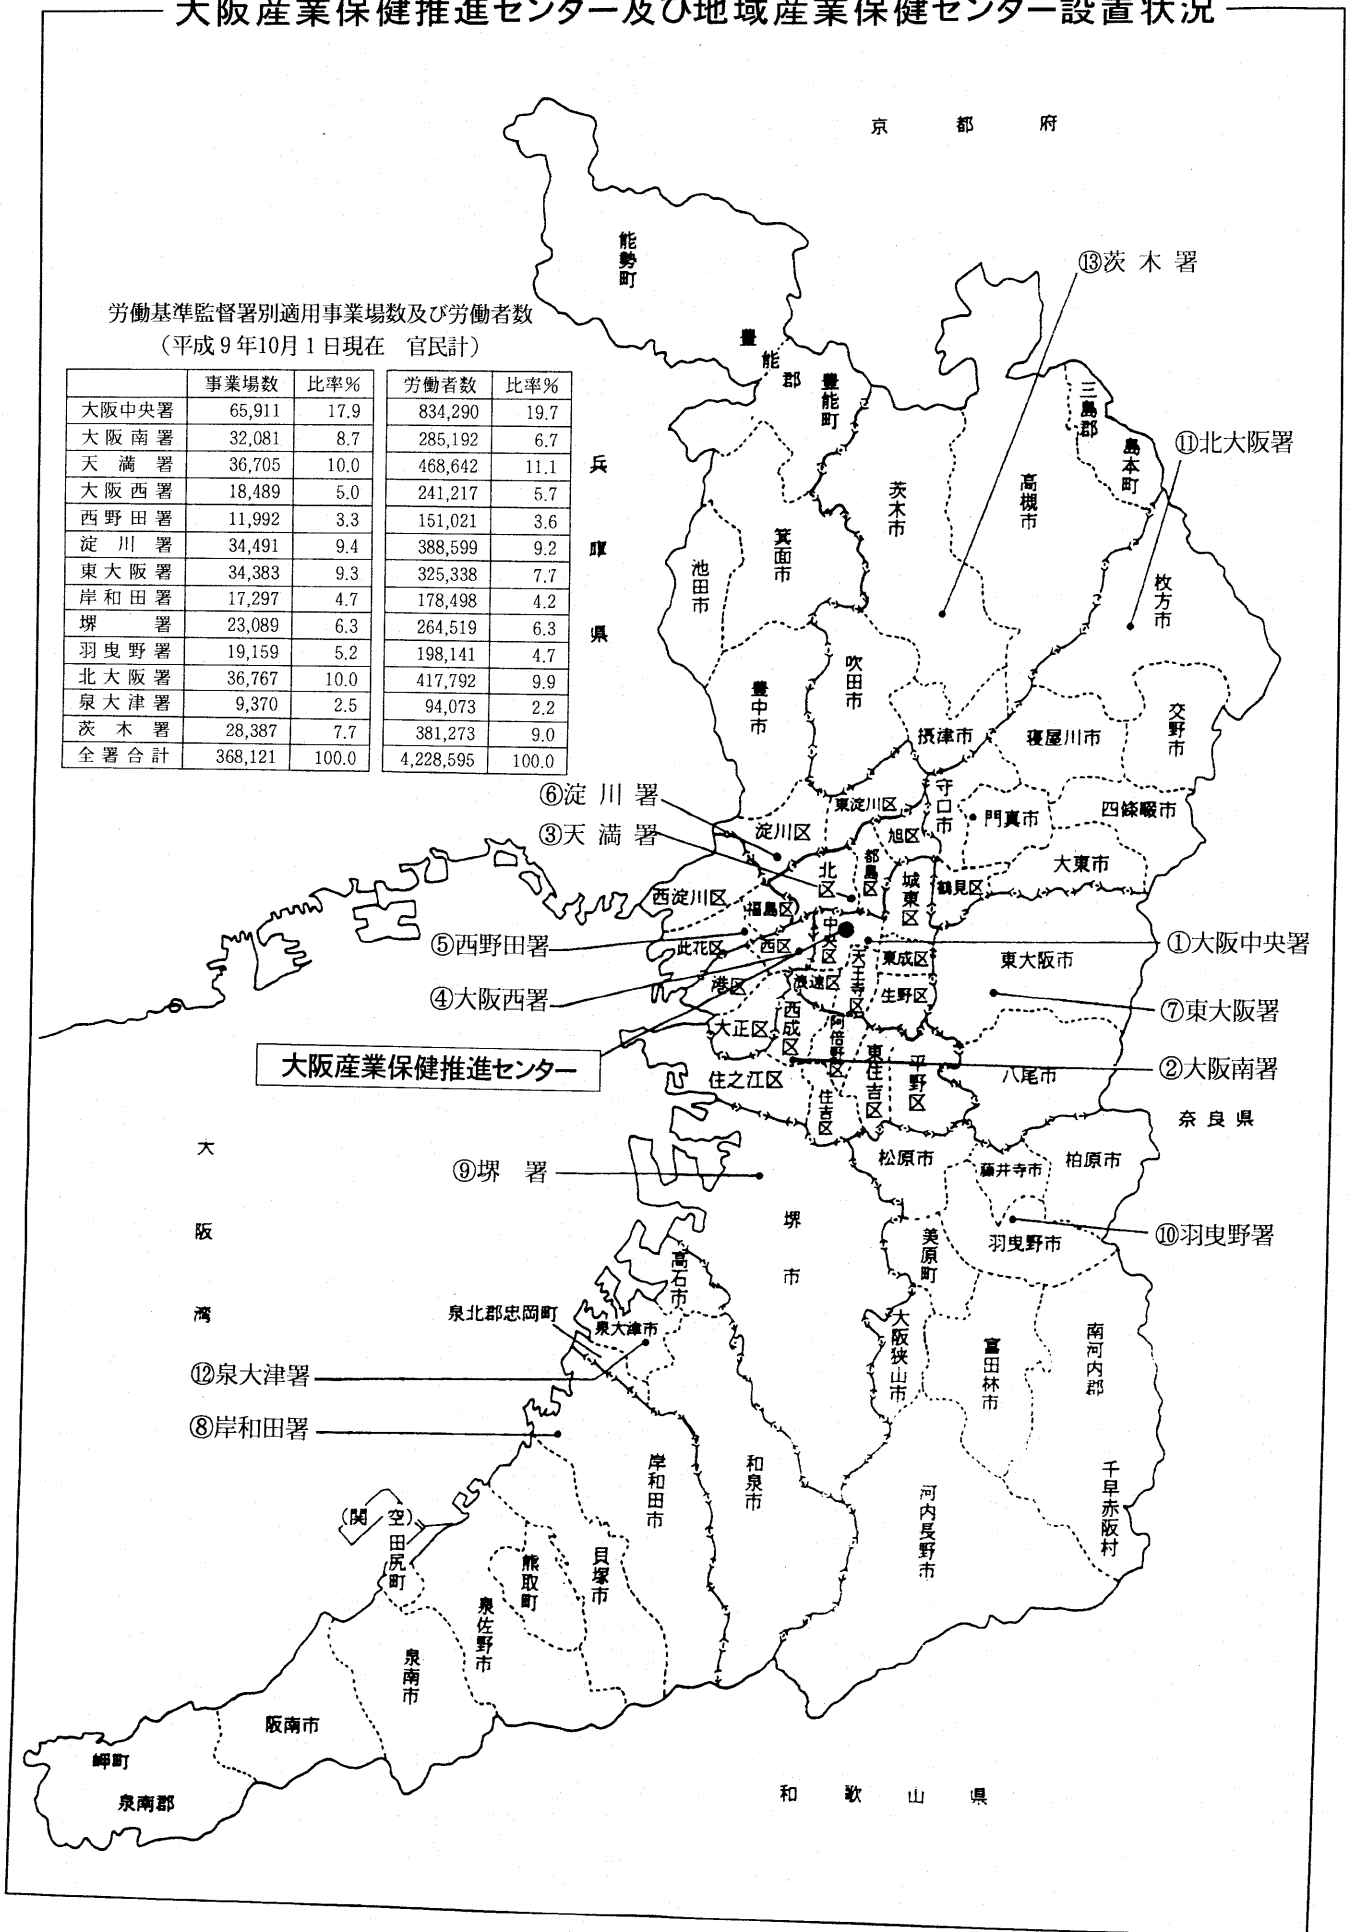 大阪産業保健推進センター及び地域産業保健センター設置状況
京都府
能勢町
⑬茨木署
労働基準監督署別適用事業場数及び労働者数
（平成９年10月１日現在　官民計）
事業場数 比率% 労働者数 比率%
大阪中央署 65,911 17.9 834,290 19.7
大阪南署 32,081 8.7 285,192 6.7
天満署 36,705 10.0 468,642 11.1
大阪西署 18,489 5.0 241,217 5.7
西野田署 11,992 3.3 151,021 3.6
淀川署 34,491 9.4 388,599 9.2
東大阪署 34,383 9.3 325,338 7.7
岸和田署 17,297 4.7 178,498 4.2
堺署 23,089 6.3 264,519 6.3
羽曳野署 19,159 5.2 198,141 4.7
北大阪署 36,767 10.0 417,792 9.9
泉大津署 9,370 2.5 94,073 2.2
茨木署 28,387 7.7 381,273 9.0
全署合計 368,121 100.0 4,228,595 100.0
兵庫県
豊能郡
豊能町
三島郡
島本町
⑪北大阪署
茨木市
高槻市
箕面市
池田市
枚方市
吹田市
豊中市
摂津市
寝屋川市
交野市
⑥淀川署
東淀川区
守口市
門真市
四條畷市
③天満署
淀川区
旭区
北区
都島区
城東区
鶴見区
大東市
西淀川区
福島区
中央区
⑤西野田署
此花区
西区
①大阪中央署
天王寺区
東成区
東大阪市
港区
浪速区
生野区
④大阪西署
⑦東大阪署
大正区
西成区
阿倍野区
東住吉区
平野区
大阪産業保健推進センター
②大阪南署
住之江区
住吉区
八尾市
奈良県
大阪湾
松原市
藤井寺市
柏原市
⑨堺署
堺市
美原町
羽曳野市
⑩羽曳野署
高石市
泉北郡忠岡町
泉大津市
大阪狭山市
富田林市
南河内郡
⑫泉大津署
⑧岸和田署
岸和田市
和泉市
河内長野市
千早赤阪村
（関空）
田尻町
熊取町
貝塚市
泉佐野市
泉南市
阪南市
岬町
泉南郡
和歌山県